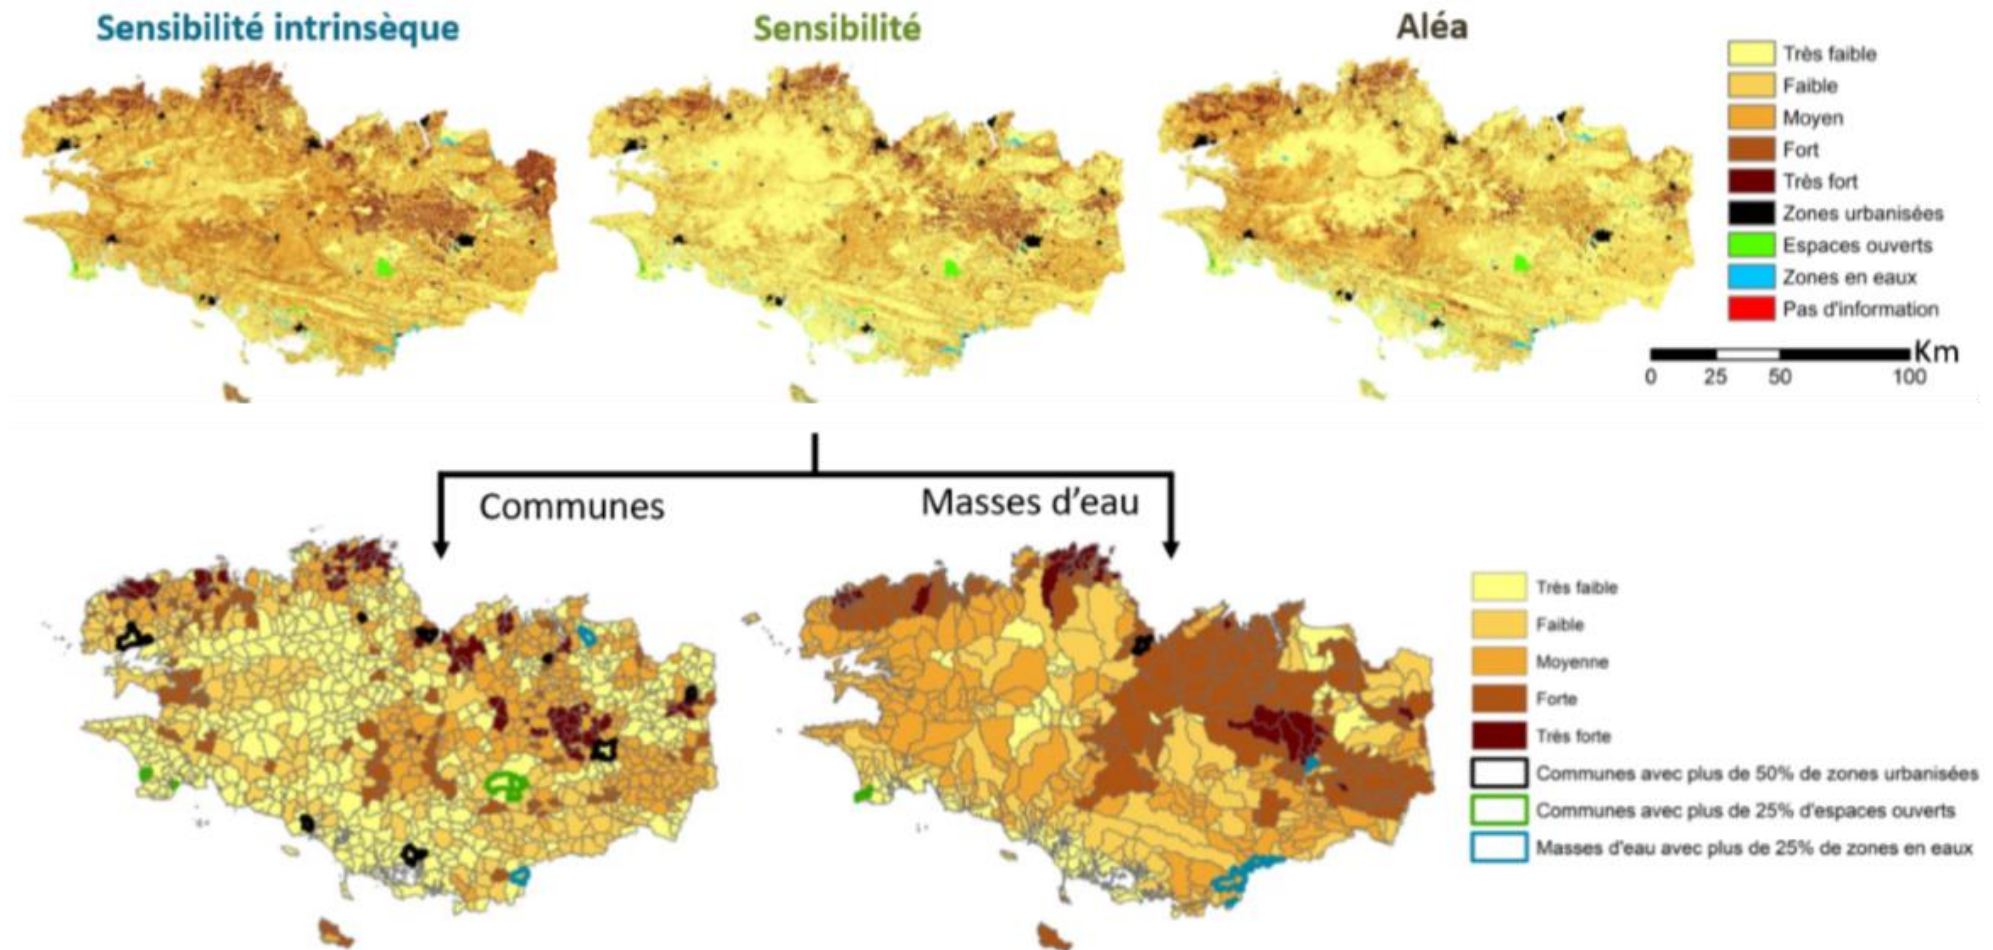 Sensibilité intrinsèque
Sensibilité
Aléa
Très faible
Faible
Moyen
Fort
Très fort
Zones urbanisées
Espaces ouverts
Zones en eaux
Pas d'information
Km
0 25 50 100
Communes
Masses d'eau
Très faible
Faible
Moyenne
Forte
Très forte
Communes avec plus de 50% de zones urbanisées
Communes avec plus de 25% d'espaces ouverts
Masses d'eau avec plus de 25% de zones en eaux